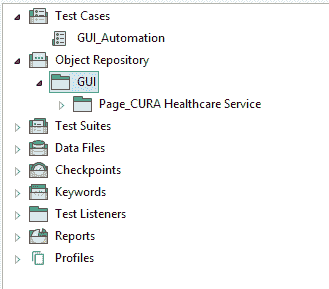 Test Cases
GUI_Automation
Object Repository
GUI
Page_CURA Healthcare Service
Test Suites
Data Files
Checkpoints
Keywords
Test Listeners
Reports
Profiles